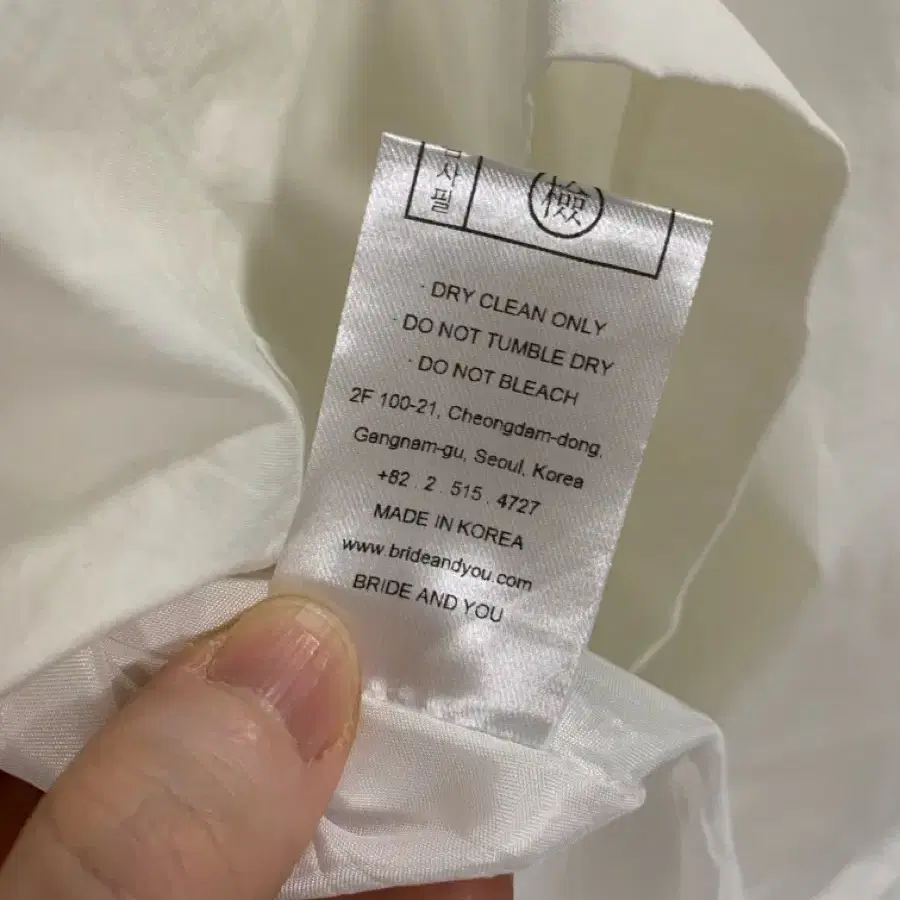 사필
檢
· DRY CLEAN ONLY
· DO NOT TUMBLE DRY
· DO NOT BLEACH
2F 100-21, Cheongdam-dong,
Gangnam-gu, Seoul, Korea
+82 . 2 . 515 . 4727
MADE IN KOREA
www.brideandyou.com
BRIDE AND YOU